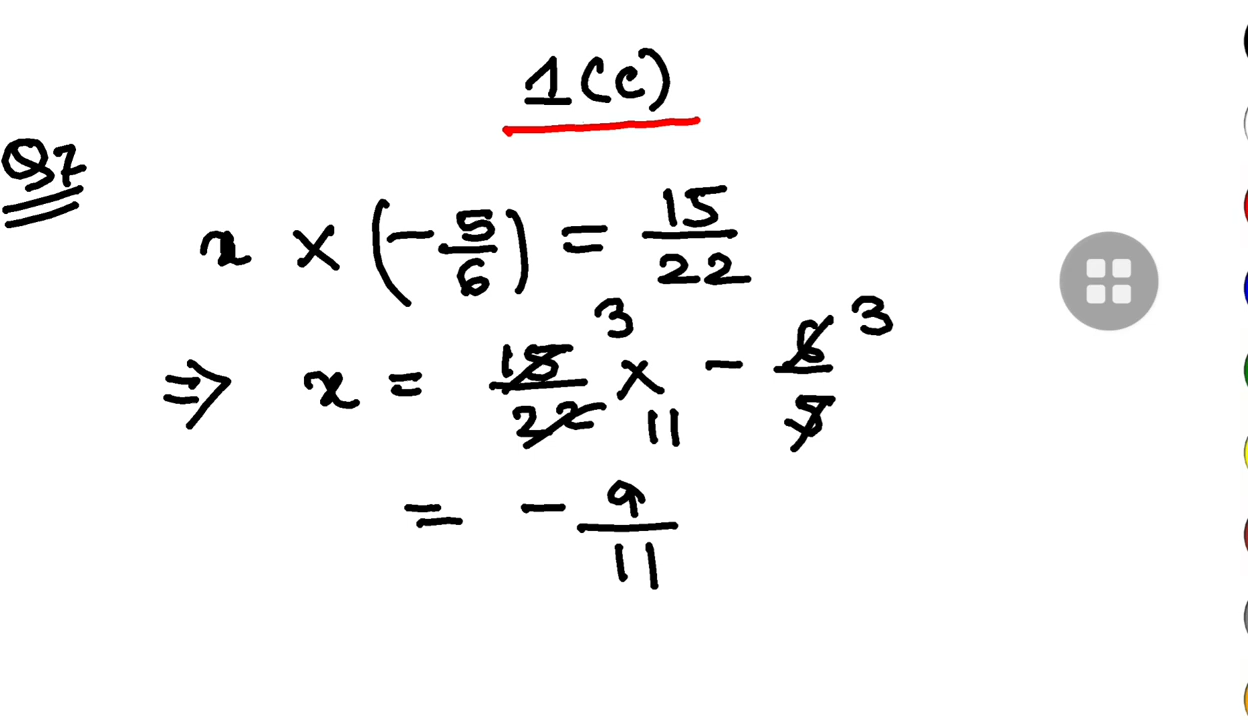 1(c)
Q7
x × (-5/6) = 15/22
⇒ x = 15/22 3 × 11 - 6/5 3
= - 9/11